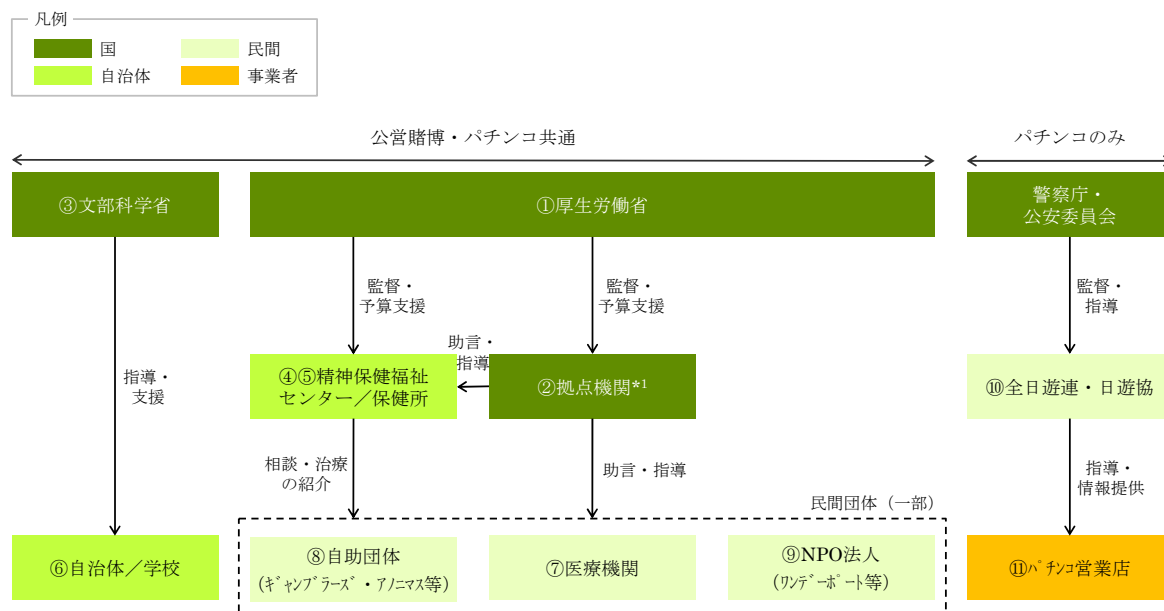 凡例
国
民間
自治体
事業者
公営賭博・パチンコ共通
パチンコのみ
③文部科学省
①厚生労働省
警察庁・
公安委員会
監督・
予算支援
監督・
予算支援
監督・
指導
助言・
指導
指導・
支援
④⑤精神保健福祉
センター／保健所
②拠点機関*1
⑩全日遊連・日遊協
相談・治療
の紹介
助言・指導
指導・
情報提供
民間団体（一部）
⑥自治体／学校
⑧自助団体
(ｷﾞｬﾝﾌﾞﾗｰｽﾞ・ｱﾉﾆﾏｽ等)
⑦医療機関
⑨NPO法人
(ﾜﾝﾃﾞｰﾎﾟｰﾄ等)
⑪ﾊﾟﾁﾝｺ営業店